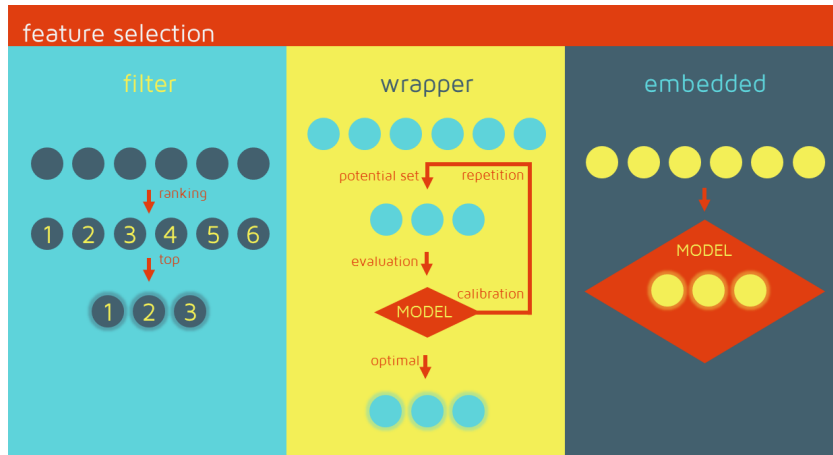 feature selection
filter
ranking
1 2 3 4 5 6
top
1 2 3
wrapper
potential set
repetition
evaluation
calibration
MODEL
optimal
embedded
MODEL